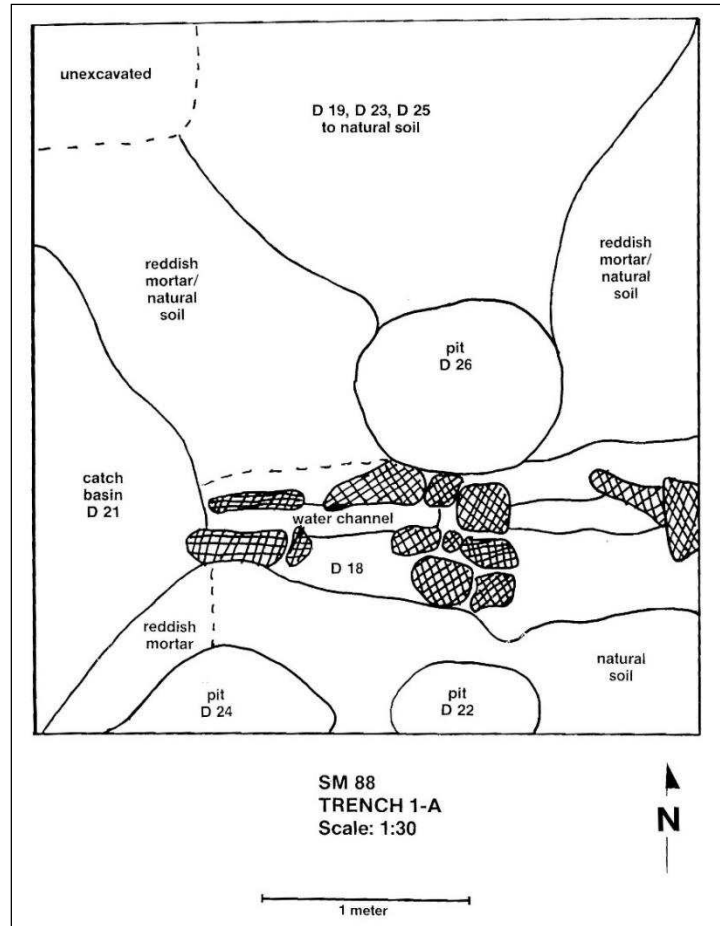 unexcavated
D 19, D 23, D 25
to natural soil
reddish
mortar/
natural
soil
reddish
mortar/
natural
soil
pit
D 26
catch
basin
D 21
water channel
D 18
reddish
mortar
natural
soil
pit
D 24
pit
D 22
SM 88
TRENCH 1-A
Scale: 1:30
N
1 meter